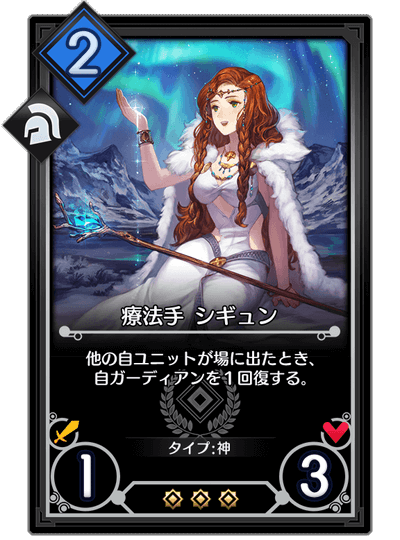 2
療法手 シギュン
他の自ユニットが場に出たとき、
自ガーディアンを1回復する。
タイプ:神
1
3